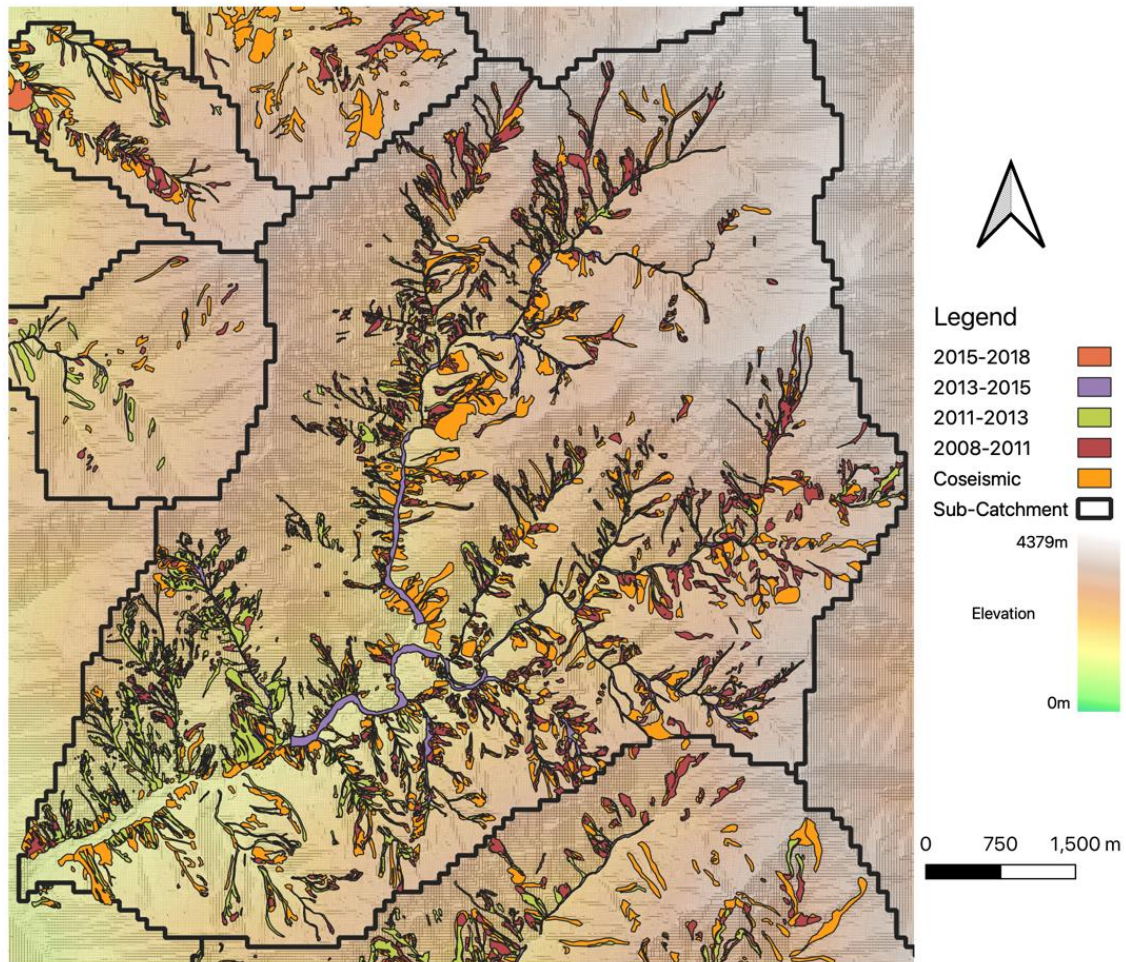 Legend
2015-2018
2013-2015
2011-2013
2008-2011
Coseismic
Sub-Catchment
4379m
Elevation
0m
0 750 1,500 m